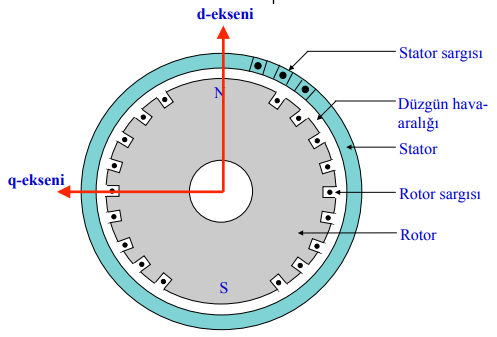 d-ekseni
Stator sargısı
N
Düzgün hava-
aralığı
Stator
q-ekseni
Rotor sargısı
Rotor
S